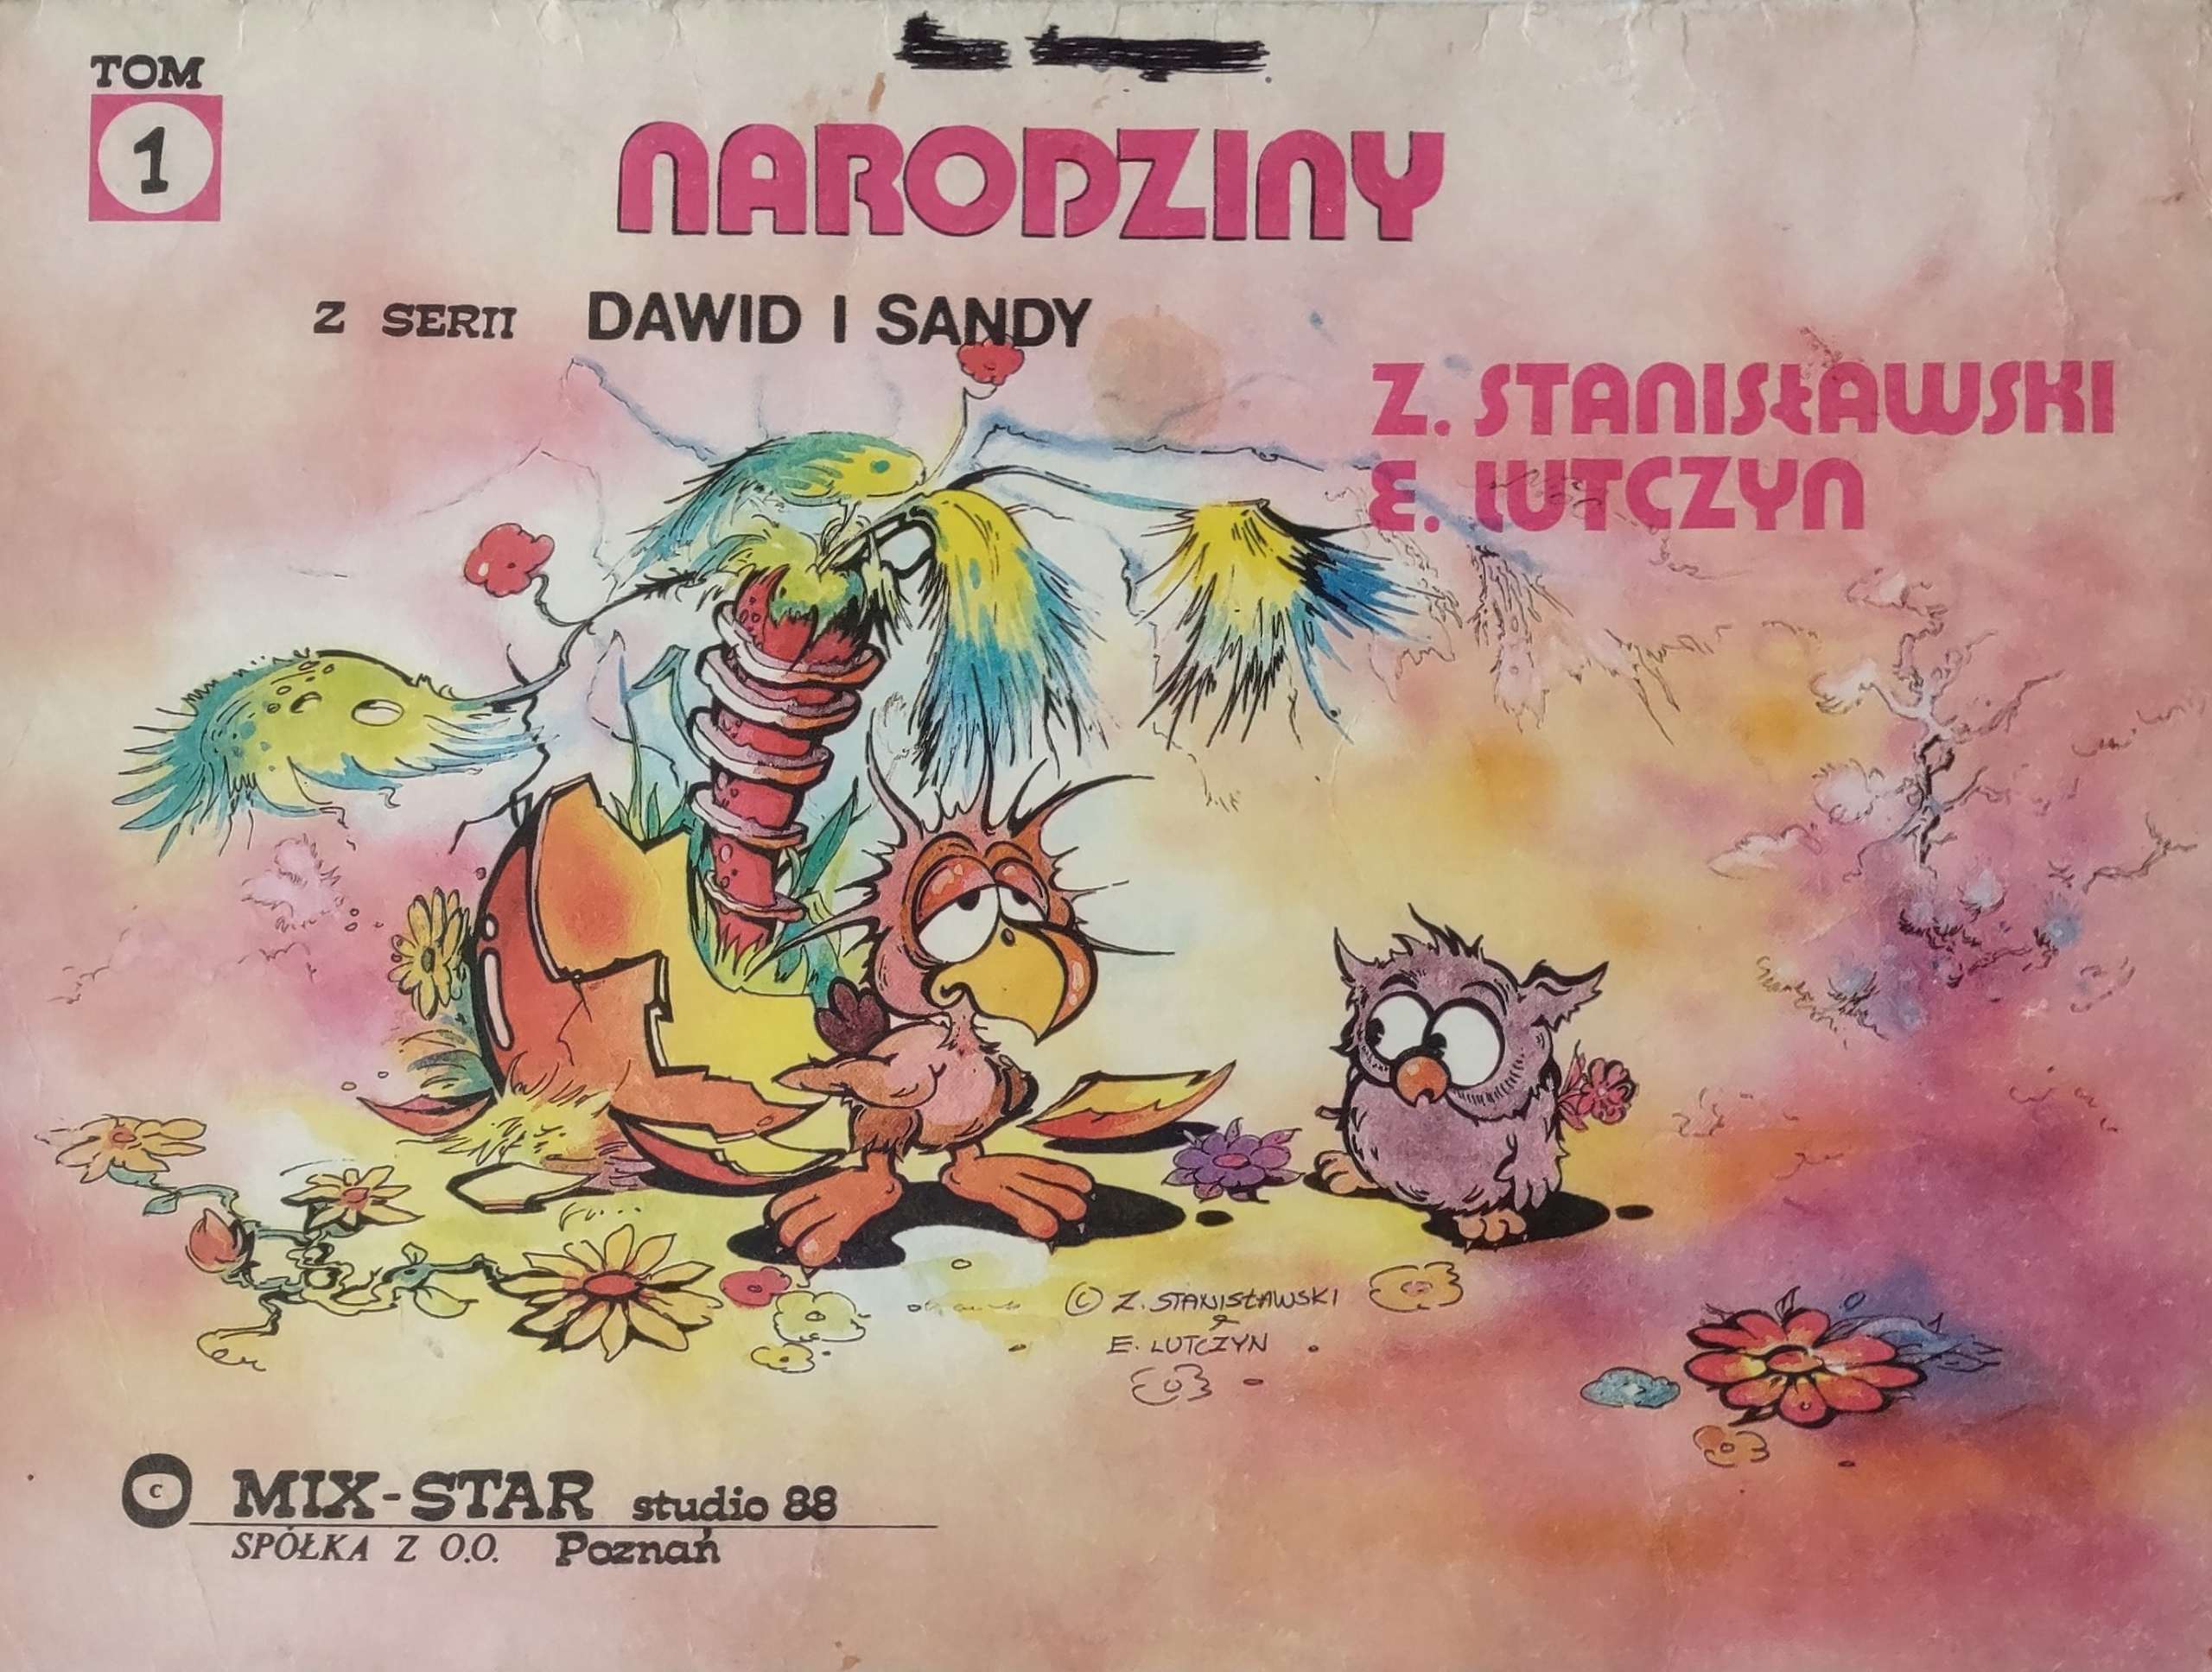 TOM
1
NARODZINY
Z SERII DAWID I SANDY
Z. STANISŁAWSKI
E. LUTCZYN
© Z. STANISŁAWSKI
&
E. LUTCZYN
C MIX-STAR studio 88
SPÓŁKA Z O.O. Poznań